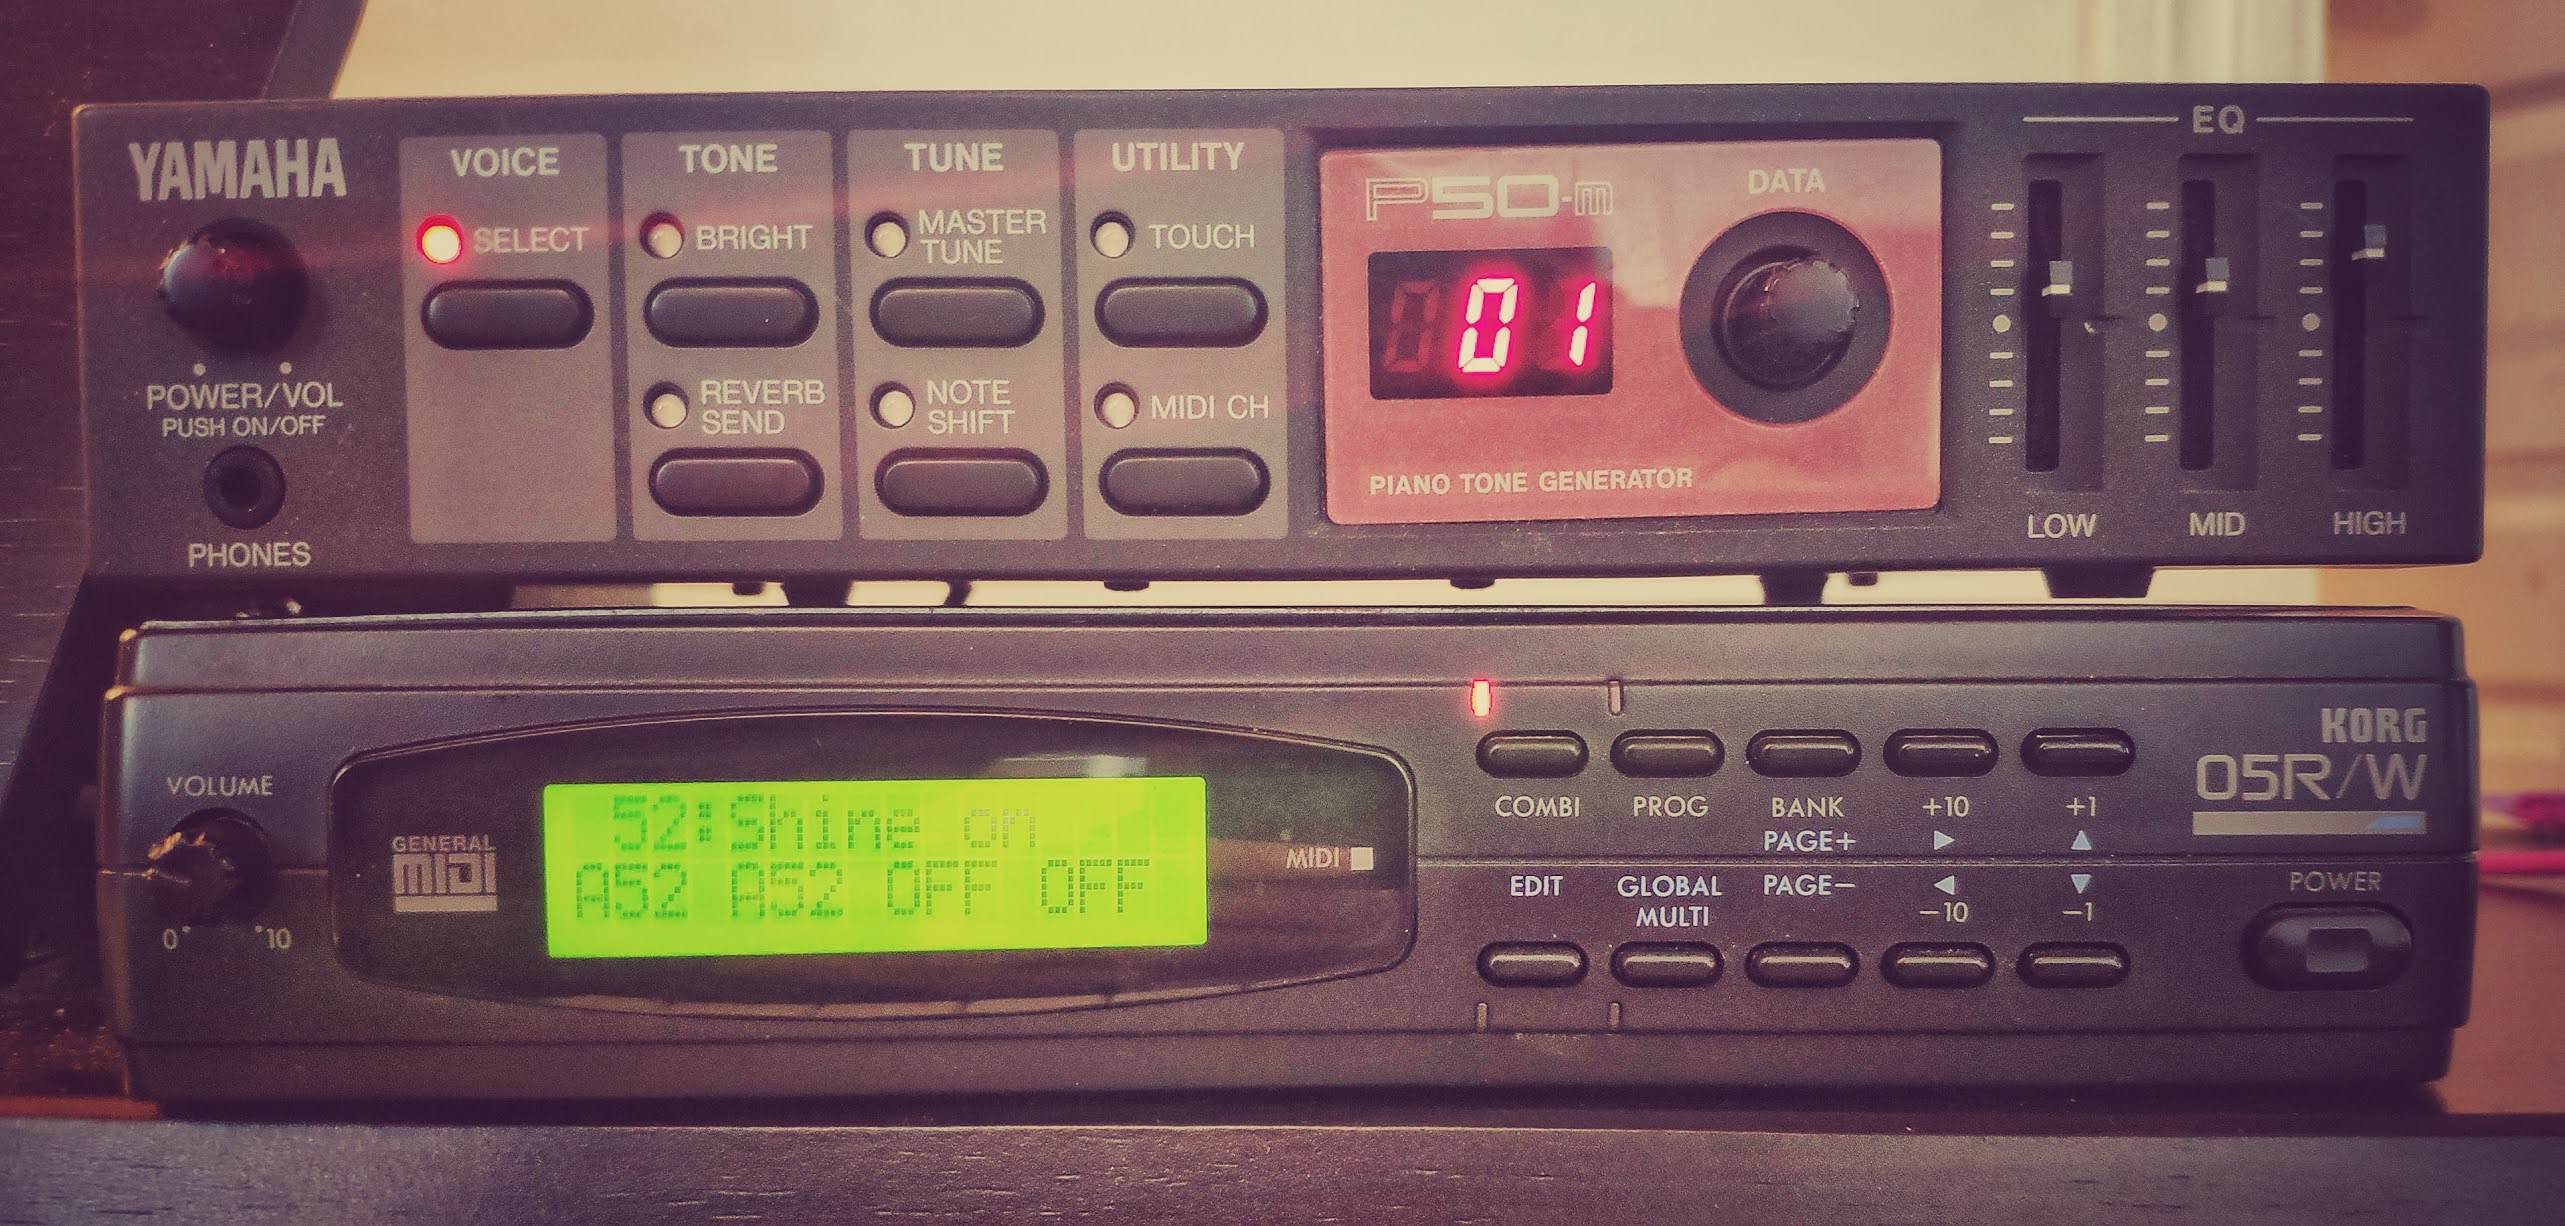 YAMAHA
POWER/VOL
PUSH ON/OFF
PHONES
VOICE
SELECT
TONE
BRIGHT
REVERB
SEND
TUNE
MASTER
TUNE
NOTE
SHIFT
UTILITY
TOUCH
MIDI CH
P50-m
01
DATA
PIANO TONE GENERATOR
EQ
LOW
MID
HIGH
VOLUME
0 10
GENERAL
MIDI
52:Shine on
A52 A52 OFF OFF
MIDI
COMBI PROG BANK +10 +1
PAGE+ ▶ ▲
EDIT GLOBAL PAGE− ◀ ▼
MULTI −10 −1
KORG
05R/W
POWER